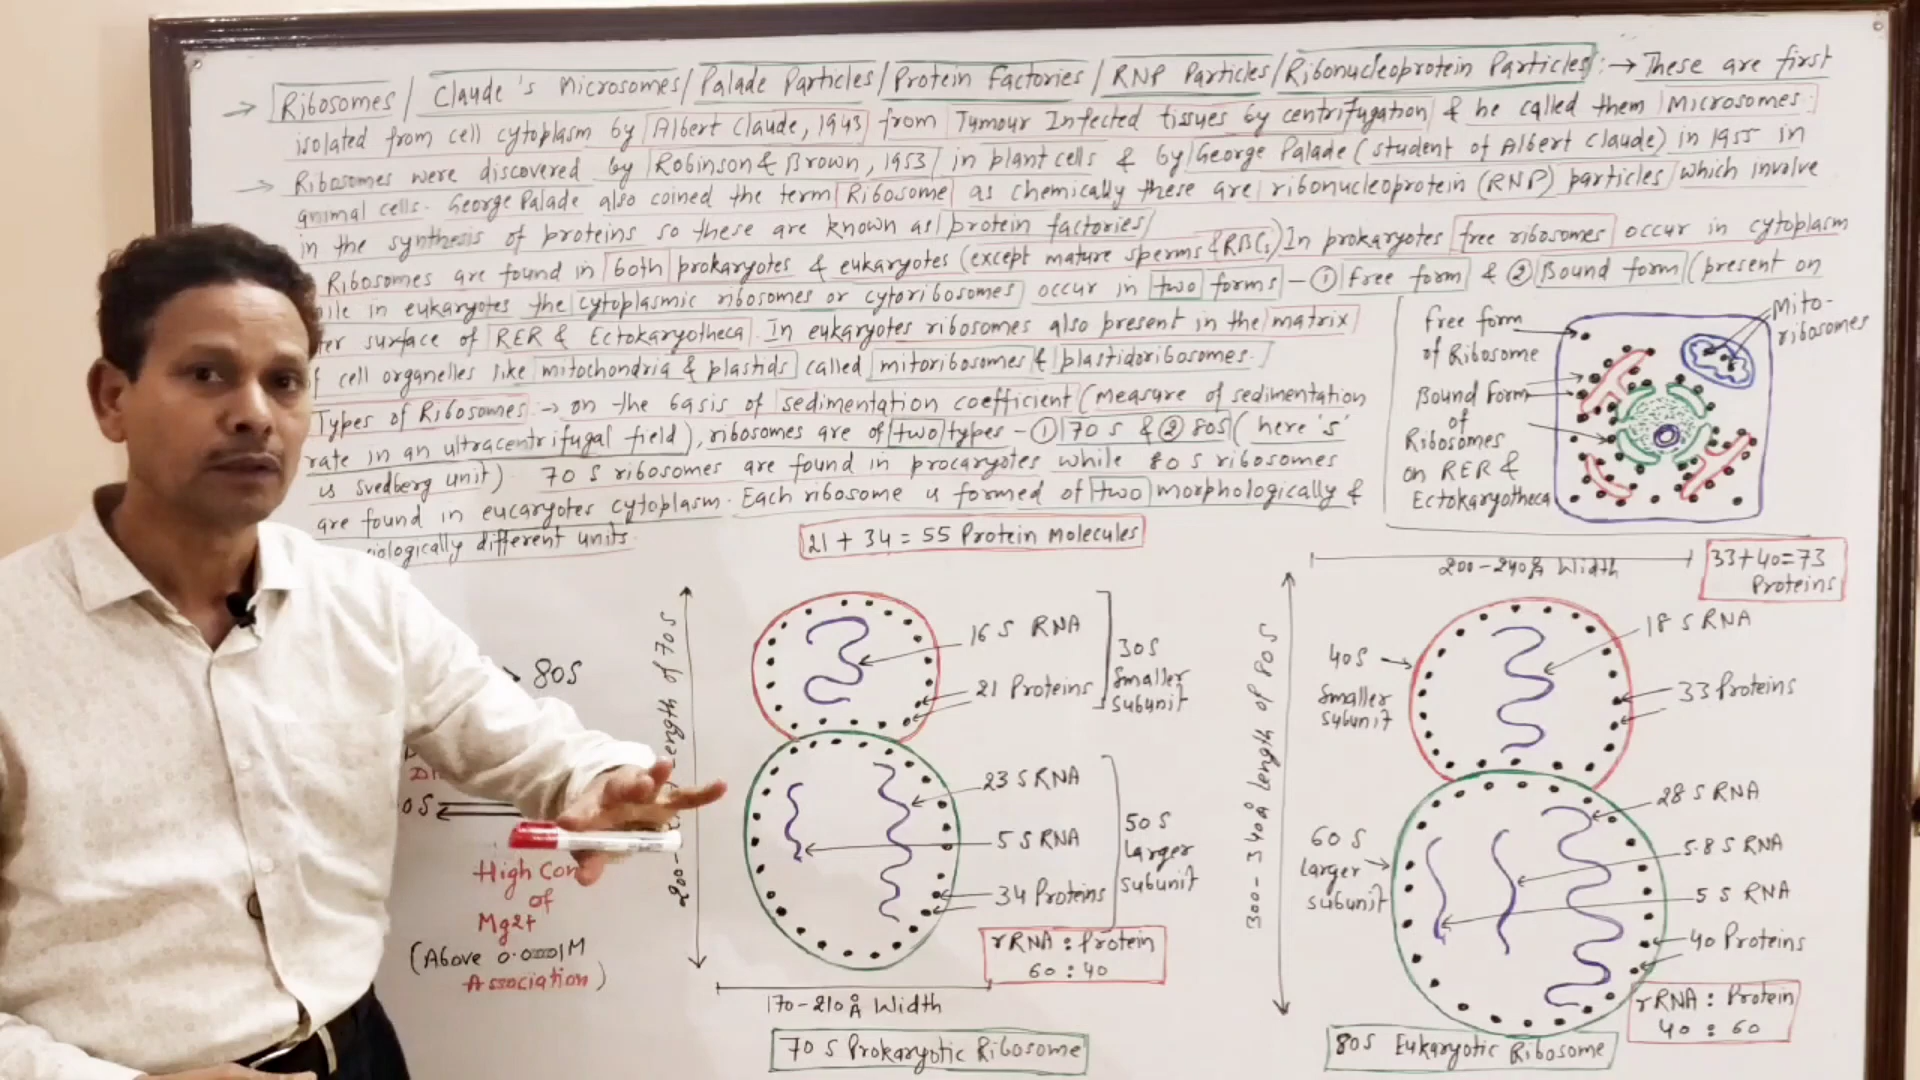 → Ribosomes / Claude's Microsomes / Palade Particles / Protein Factories / RNP Particles / Ribonucleoprotein Particles :→ These are first
isolated from cell cytoplasm by Albert Claude, 1943 from Tumour Infected tissues by centrifugation & he called them Microsomes.
→ Ribosomes were discovered by Robinson & Brown, 1953 in plant cells & by George Palade (student of Albert Claude) in 1955 in
animal cells. George Palade also coined the term Ribosome as chemically these are ribonucleoprotein (RNP) particles which involve
in the synthesis of proteins so these are known as protein factories
Ribosomes are found in both prokaryotes & eukaryotes (except mature sperms & RBCs) In prokaryotes free ribosomes occur in cytoplasm
in eukaryotes the cytoplasmic ribosomes or cytoribosomes occur in two forms - ① Free form & ② Bound form (present on
surface of RER & Ectokaryotheca. In eukaryotes ribosomes also present in the matrix
cell organelles like mitochondria & plastids called mitoribosomes & plastidoribosomes.
Types of Ribosomes → on the basis of sedimentation coefficient (measure of sedimentation
rate in an ultracentrifugal field), ribosomes are of two types - ① 70 S & ② 80S (here 's'
is svedberg unit). 70 S ribosomes are found in procaryotes while 80 S ribosomes
are found in eucaryotes cytoplasm. Each ribosome is formed of two morphologically &
different units.
Free form
of Ribosome
Bound Form
of
Ribosomes
on RER &
Ectokaryotheca
Mito-
ribosomes
80S
0 S
High Con
of
Mg2+
(Above M
Association)
21 + 34 = 55 Protein Molecules
Length of 70S
16 S RNA
21 Proteins
30S
Smaller
subunit
23 S RNA
5 S RNA
34 Proteins
50 S
Larger
subunit
rRNA : Protein
60 : 40
170-210 Å Width
70 S Prokaryotic Ribosome
200-240Å Width
33+40=73
Proteins
300-340Å Length of 80S
40S
Smaller
subunit
18 S RNA
33 Proteins
60 S
Larger
subunit
28 S RNA
5.8 S RNA
5 S RNA
40 Proteins
rRNA : Protein
40 : 60
80S Eukaryotic Ribosome